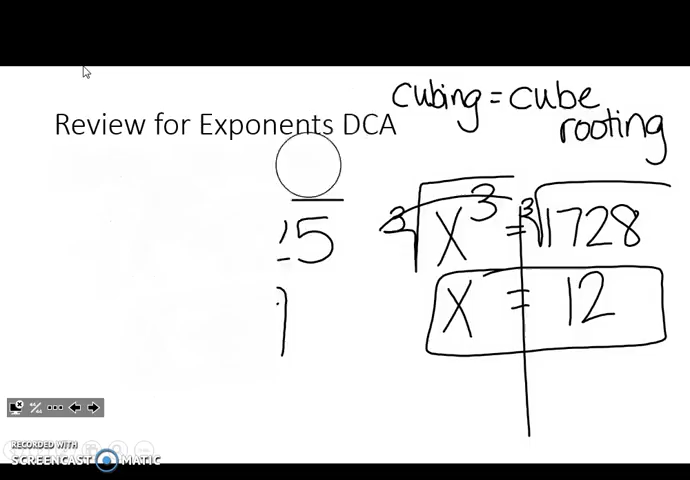 cubing = cube
rooting
Review for Exponents DCA
25
∛x³ = ∛1728
x = 12
RECORDED WITH
SCREENCAST MATIC